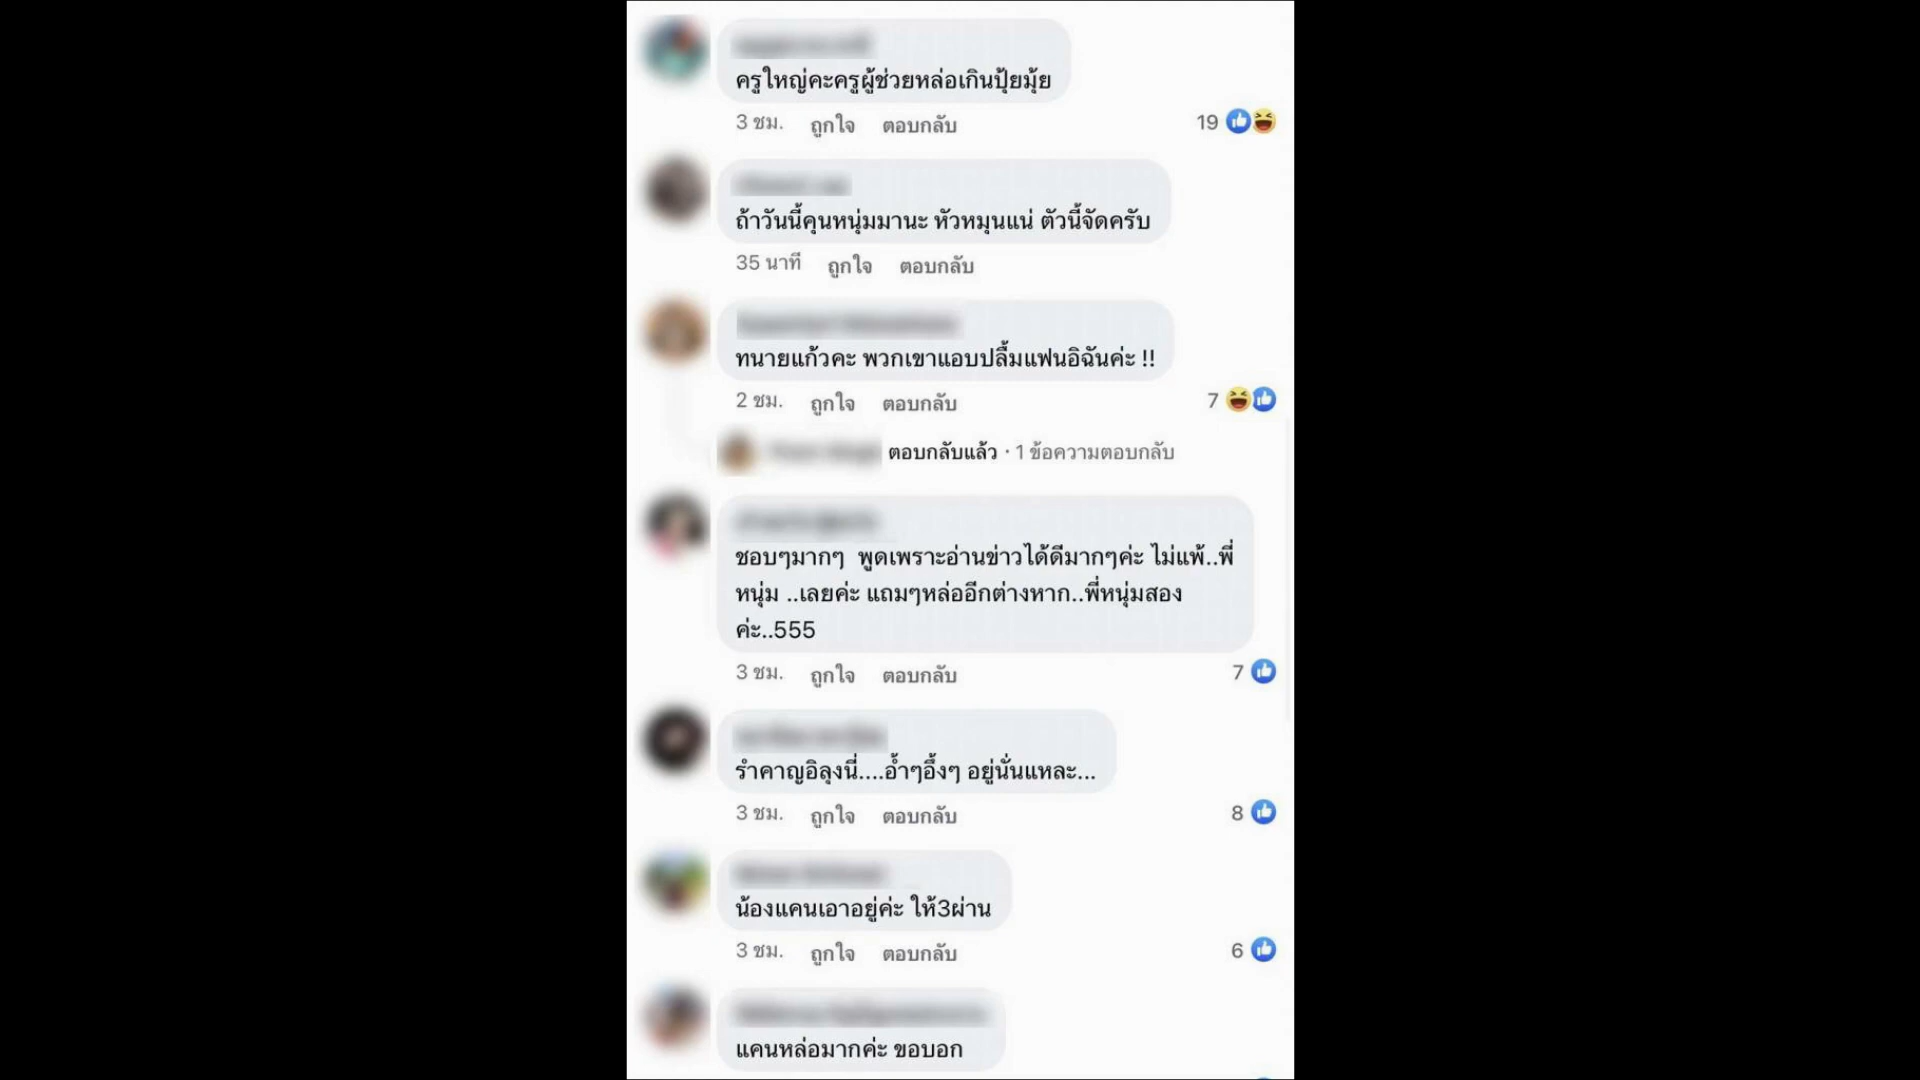 ครูใหญ่คะครูผู้ช่วยหล่อเกินปุ้ยมุ้ย
3 ชม. ถูกใจ ตอบกลับ 19
ถ้าวันนี้คุนหนุ่มมานะ หัวหมุนแน่ ตัวนี้จัดครับ
35 นาที ถูกใจ ตอบกลับ
ทนายแก้วคะ พวกเขาแอบปลื้มแฟนอิฉันค่ะ !!
2 ชม. ถูกใจ ตอบกลับ 7
ตอบกลับแล้ว · 1 ข้อความตอบกลับ
ชอบๆมากๆ พูดเพราะอ่านข่าวได้ดีมากๆค่ะ ไม่แพ้..พี่
หนุ่ม ..เลยค่ะ แถมๆหล่ออีกต่างหาก..พี่หนุ่มสอง
ค่ะ..555
3 ชม. ถูกใจ ตอบกลับ 7
รำคาญอิลุงนี่....อ้ำๆอึ้งๆ อยู่นั่นแหละ...
3 ชม. ถูกใจ ตอบกลับ 8
น้องแคนเอาอยู่ค่ะ ให้3ผ่าน
3 ชม. ถูกใจ ตอบกลับ 6
แคนหล่อมากค่ะ ขอบอก